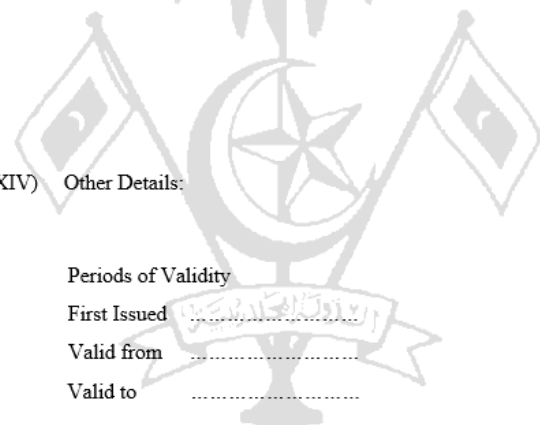 XIV) Other Details:
Periods of Validity
First Issued ……………………….
Valid from ……………………….
Valid to ……………………….